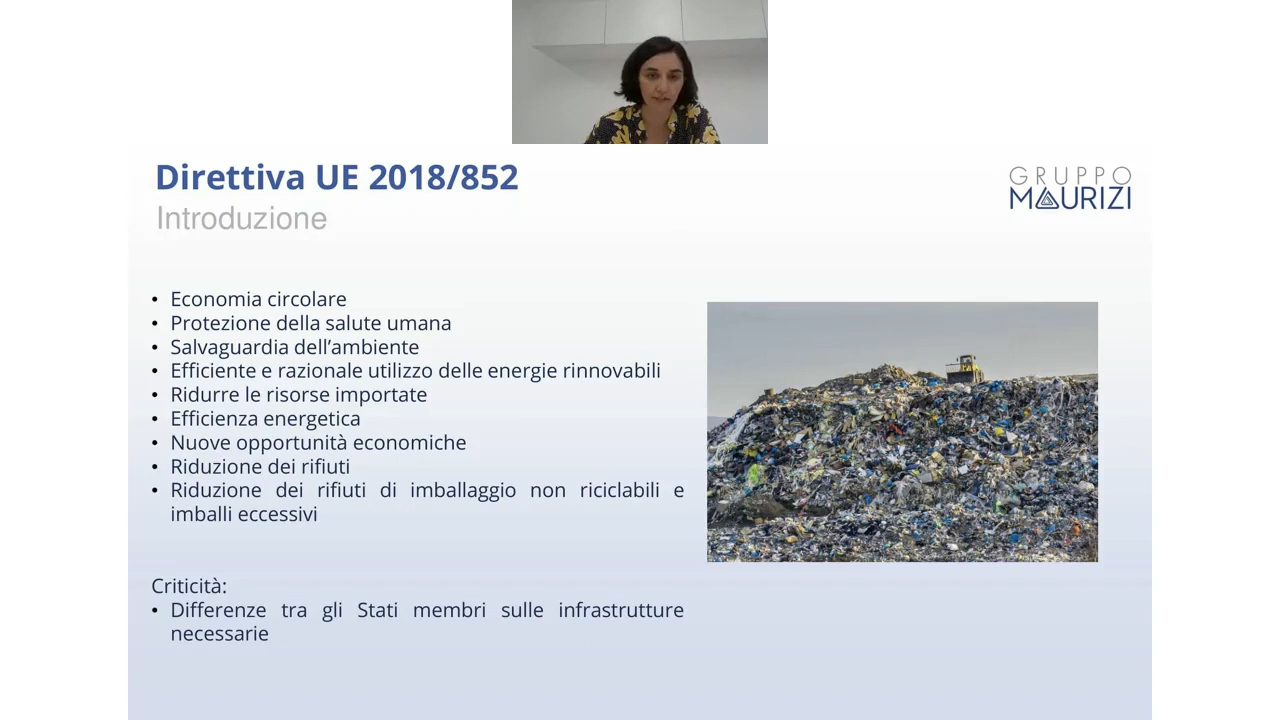 Direttiva UE 2018/852
Introduzione
GRUPPO
MAURIZI
• Economia circolare
• Protezione della salute umana
• Salvaguardia dell’ambiente
• Efficiente e razionale utilizzo delle energie rinnovabili
• Ridurre le risorse importate
• Efficienza energetica
• Nuove opportunità economiche
• Riduzione dei rifiuti
• Riduzione dei rifiuti di imballaggio non riciclabili e
imballi eccessivi
Criticità:
• Differenze tra gli Stati membri sulle infrastrutture
necessarie